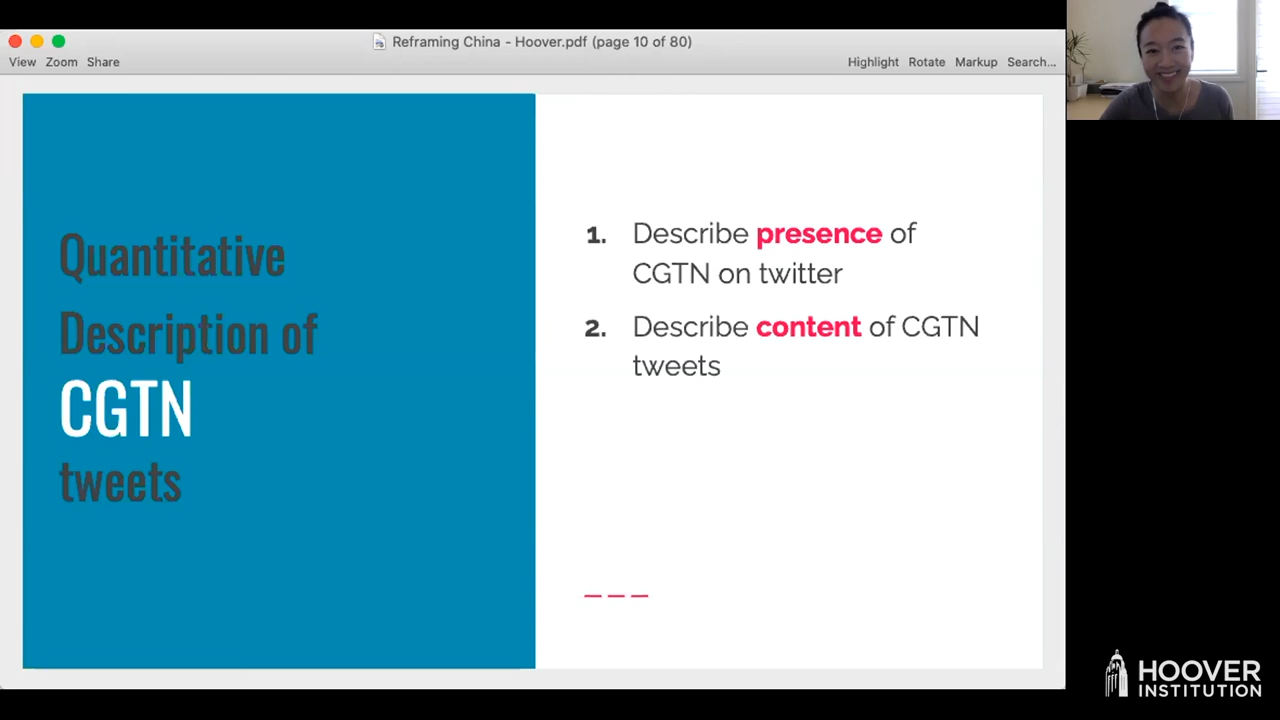 Reframing China - Hoover.pdf (page 10 of 80)
View Zoom Share
Highlight Rotate Markup Search...
Quantitative
Description of
CGTN
tweets
1. Describe presence of
CGTN on twitter
2. Describe content of CGTN
tweets
HOOVER
INSTITUTION